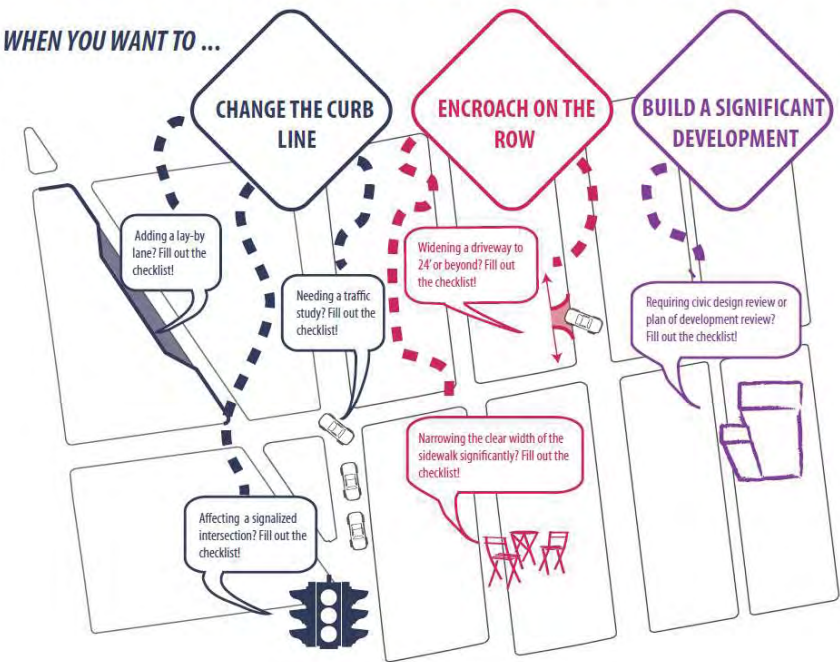 WHEN YOU WANT TO ...
CHANGE THE CURB
LINE
ENCROACH ON THE
ROW
BUILD A SIGNIFICANT
DEVELOPMENT
Adding a lay-by
lane? Fill out the
checklist!
Needing a traffic
study? Fill out the
checklist!
Widening a driveway to
24' or beyond? Fill out
the checklist!
Requiring civic design review or
plan of development review?
Fill out the checklist!
Narrowing the clear width of the
sidewalk significantly? Fill out the
checklist!
Affecting a signalized
intersection? Fill out the
checklist!